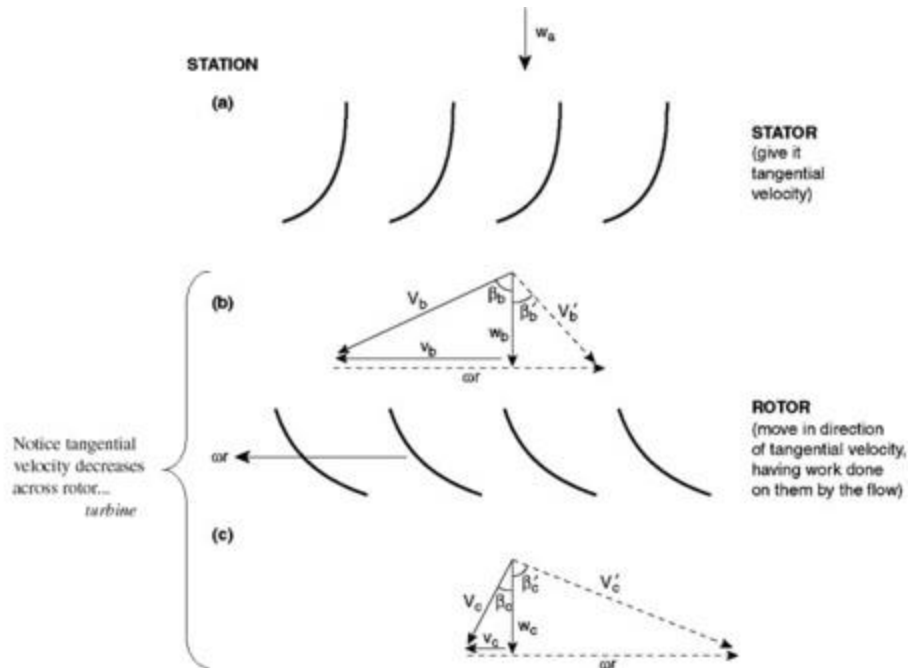 wₐ
STATION
(a)
STATOR
(give it
tangential
velocity)
(b)
V_b
β_b
β_b′
V_b′
w_b
v_b
ωr
Notice tangential
velocity decreases
across rotor...
turbine
ωr
ROTOR
(move in direction
of tangential velocity,
having work done
on them by the flow)
(c)
V_c
β_c
β_c′
V_c′
w_c
v_c
ωr